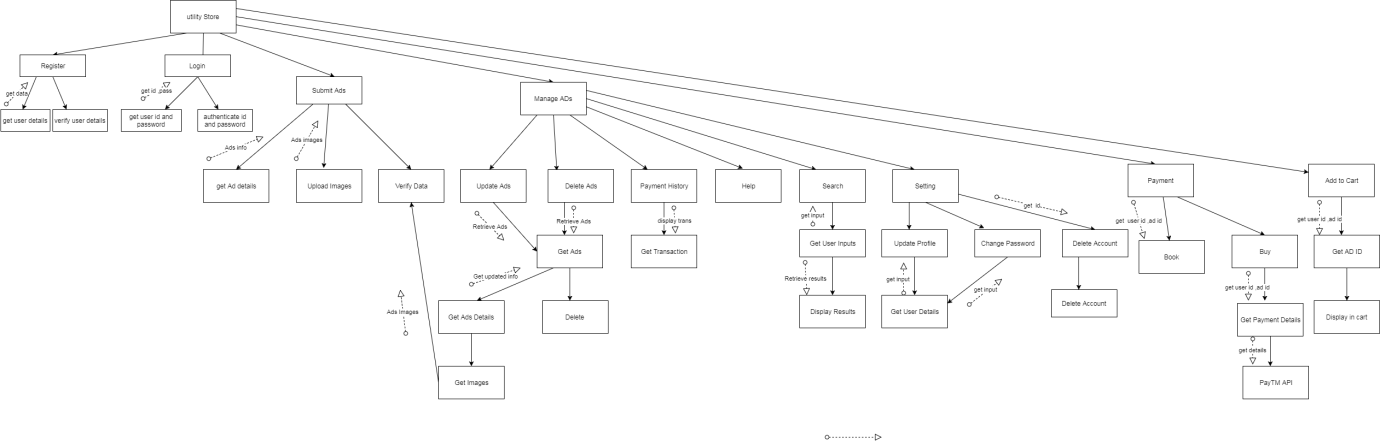 utility Store
Register
Login
get data
get id ,pass
Submit Ads
Manage ADs
get user details
verify user details
get user id and
password
authenticate id
and password
Ads info
Ads images
get Ad details
Upload Images
Verify Data
Update Ads
Delete Ads
Payment History
Help
Search
Setting
Payment
Add to Cart
get id
Retrieve Ads
Retrieve Ads
display trans
get input
get user id ,ad id
get user id ,ad id
Get Ads
Get Transaction
Get User Inputs
Update Profile
Change Password
Delete Account
Book
Buy
Get AD ID
Get updated info
Retrieve results
get input
get input
get user id ,ad id
Ads Images
Get Ads Details
Delete
Display Results
Get User Details
Delete Account
Get Payment Details
Display in cart
get details
Get Images
PayTM API